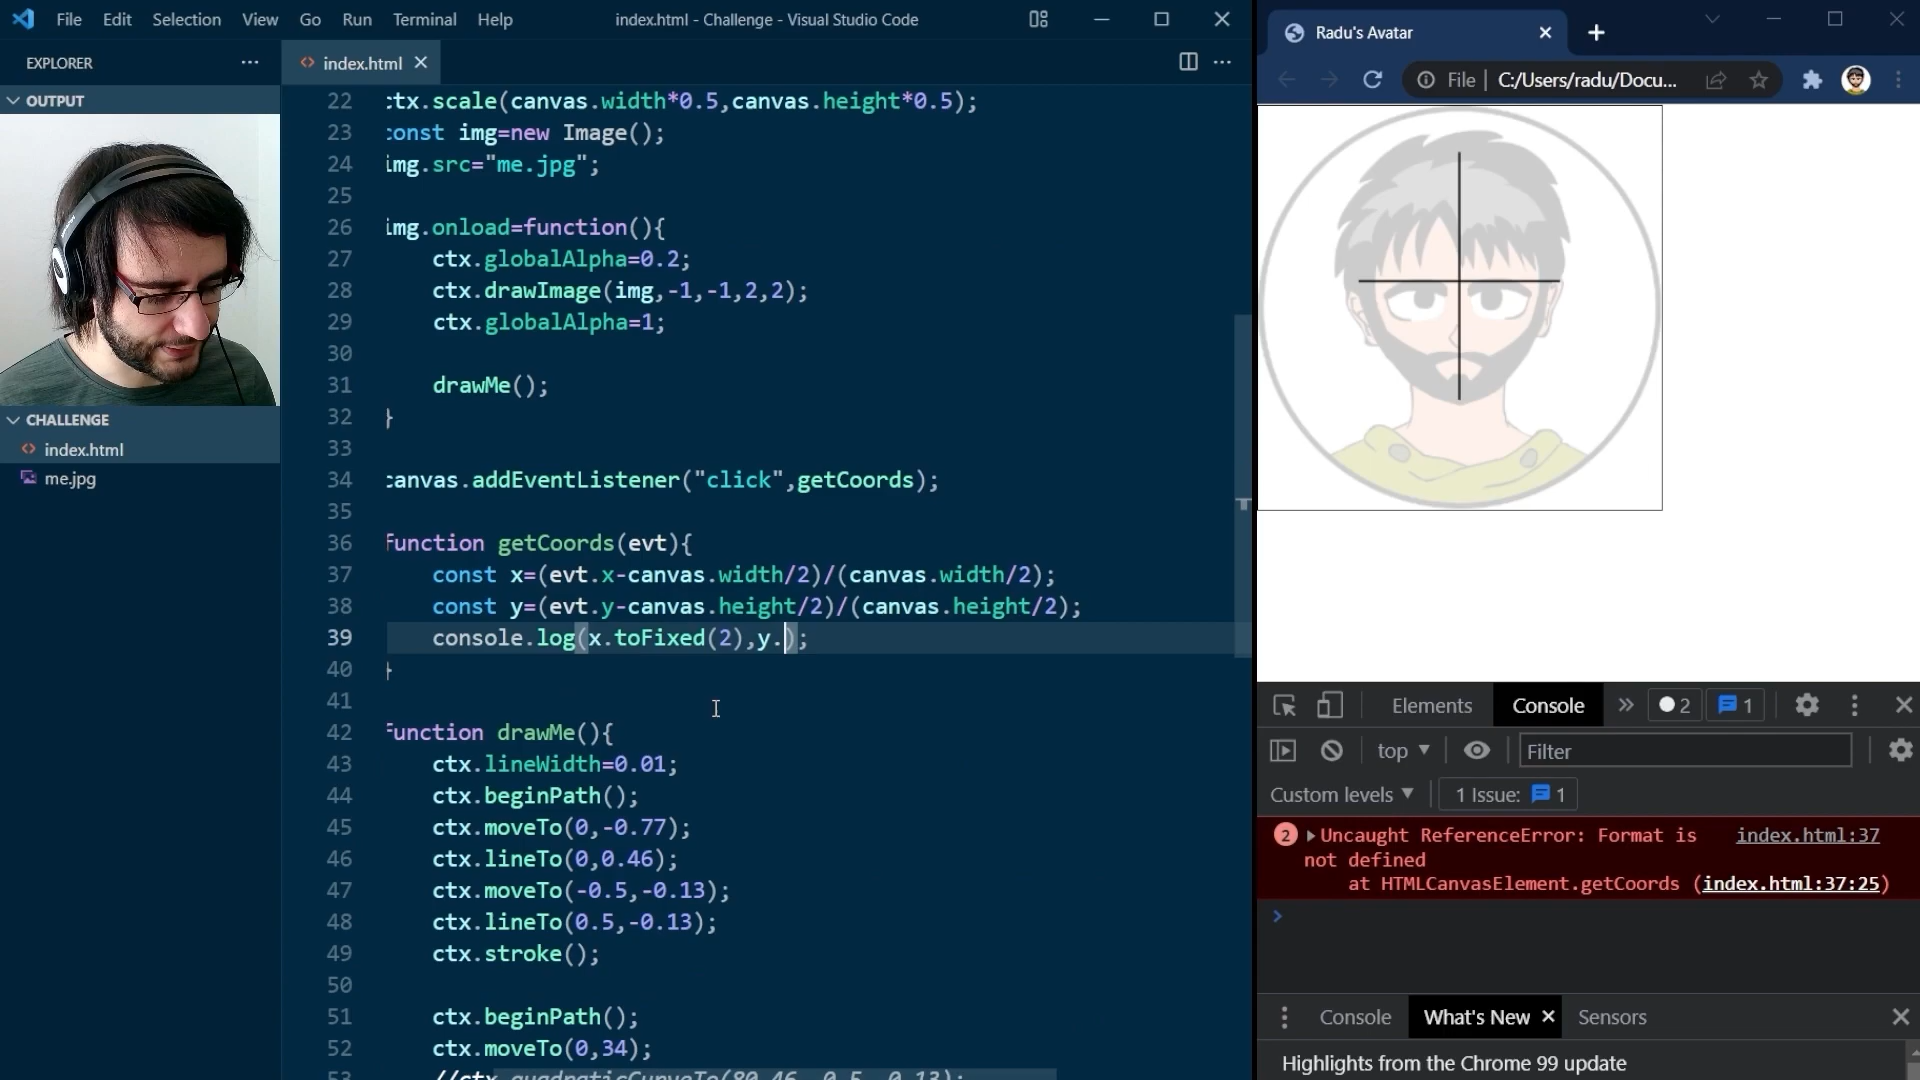 File Edit Selection View Go Run Terminal Help
index.html - Challenge - Visual Studio Code
EXPLORER
OUTPUT
CHALLENGE
index.html
me.jpg
index.html
22 ctx.scale(canvas.width*0.5,canvas.height*0.5);
23 const img=new Image();
24 img.src="me.jpg";
25
26 img.onload=function(){
27 ctx.globalAlpha=0.2;
28 ctx.drawImage(img,-1,-1,2,2);
29 ctx.globalAlpha=1;
30
31 drawMe();
32 }
33
34 canvas.addEventListener("click",getCoords);
35
36 function getCoords(evt){
37 const x=(evt.x-canvas.width/2)/(canvas.width/2);
38 const y=(evt.y-canvas.height/2)/(canvas.height/2);
39 console.log(x.toFixed(2),y.);
40 }
41
42 function drawMe(){
43 ctx.lineWidth=0.01;
44 ctx.beginPath();
45 ctx.moveTo(0,-0.77);
46 ctx.lineTo(0,0.46);
47 ctx.moveTo(-0.5,-0.13);
48 ctx.lineTo(0.5,-0.13);
49 ctx.stroke();
50
51 ctx.beginPath();
52 ctx.moveTo(0,34);
53
Radu's Avatar
File | C:/Users/radu/Docu...
Elements Console » 2 1
top Filter
Custom levels 1 Issue: 1
2 Uncaught ReferenceError: Format is index.html:37
not defined
at HTMLCanvasElement.getCoords (index.html:37:25)
Console What's New Sensors
Highlights from the Chrome 99 update